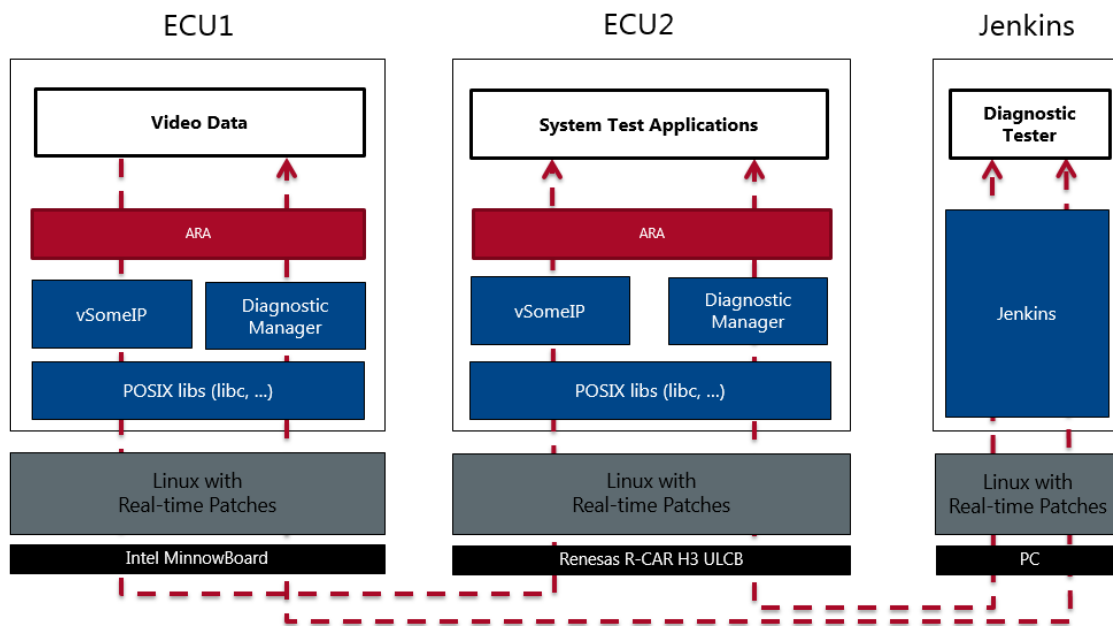 ECU1
ECU2
Jenkins
Video Data
System Test Applications
Diagnostic
Tester
ARA
ARA
vSomeIP
Diagnostic
Manager
vSomeIP
Diagnostic
Manager
Jenkins
POSIX libs (libc, ...)
POSIX libs (libc, ...)
Linux with
Real-time Patches
Linux with
Real-time Patches
Linux with
Real-time Patches
Intel MinnowBoard
Renesas R-CAR H3 ULCB
PC